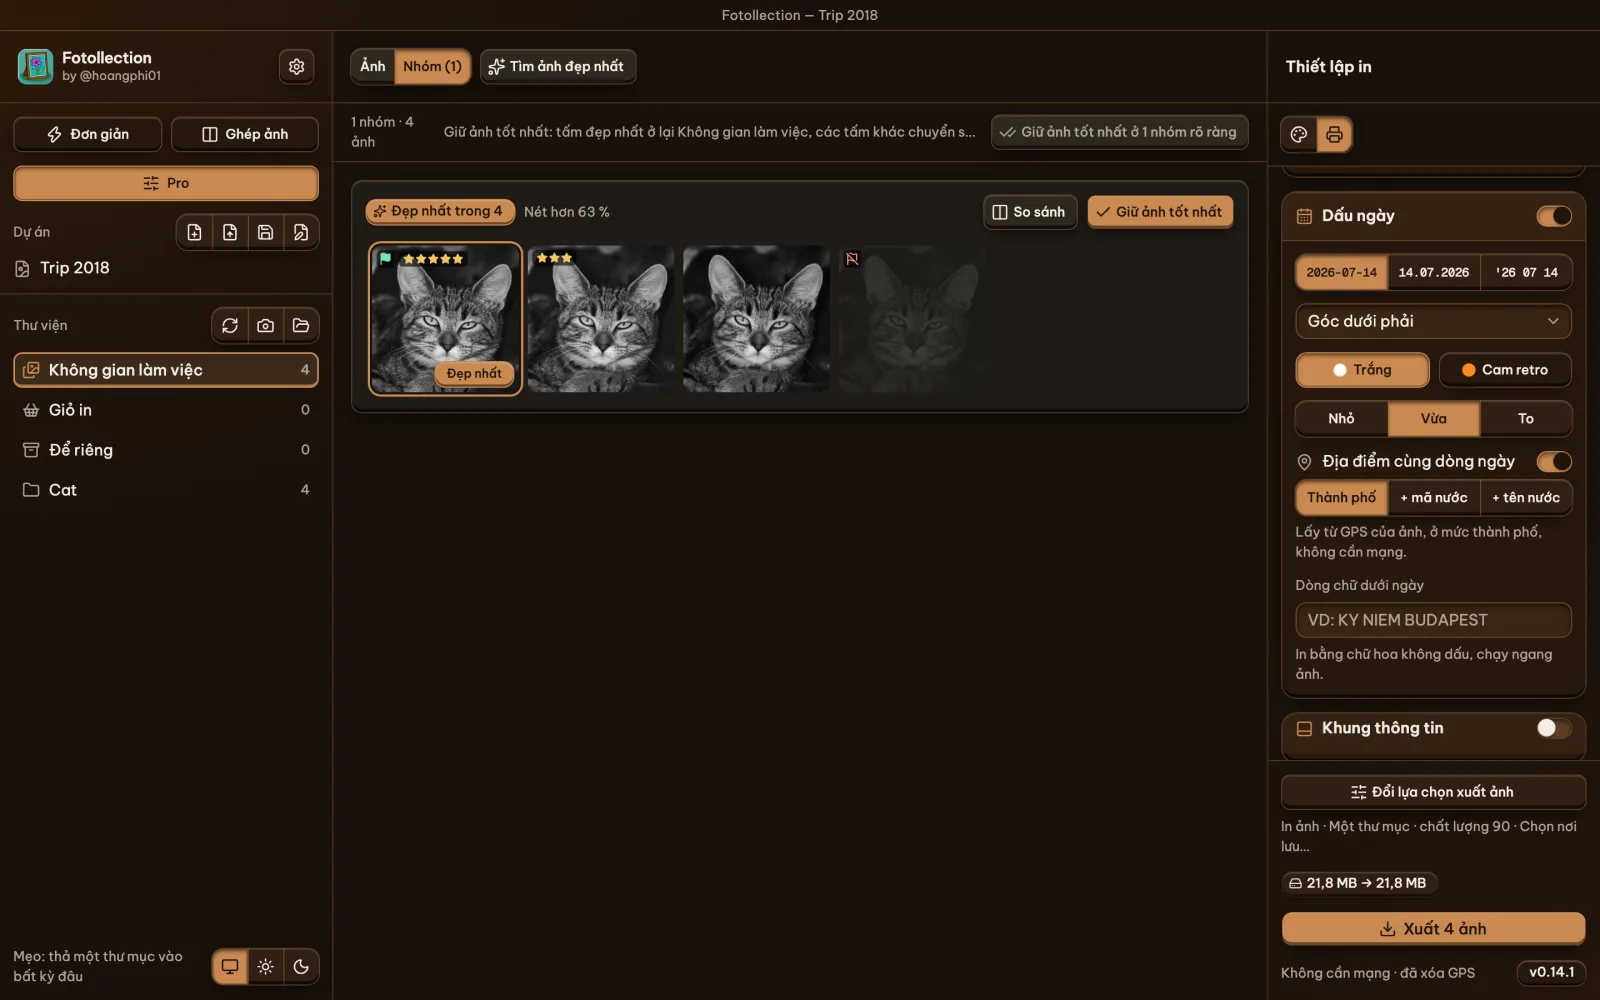 Fotollection — Trip 2018
Fotollection
by @hoangphi01
Đơn giản
Ghép ảnh
Pro
Dự án
Trip 2018
Thư viện
Không gian làm việc 4
Giỏ in 0
Để riêng 0
Cat 4
Mẹo: thả một thư mục vào
bất kỳ đâu
Ảnh
Nhóm (1)
Tìm ảnh đẹp nhất
1 nhóm · 4
ảnh
Giữ ảnh tốt nhất: tấm đẹp nhất ở lại Không gian làm việc, các tấm khác chuyển s...
Giữ ảnh tốt nhất ở 1 nhóm rõ ràng
Đẹp nhất trong 4
Nét hơn 63 %
So sánh
Giữ ảnh tốt nhất
Đẹp nhất
Thiết lập in
Dấu ngày
2026-07-14
14.07.2026
'26 07 14
Góc dưới phải
Trắng
Cam retro
Nhỏ
Vừa
To
Địa điểm cùng dòng ngày
Thành phố
+ mã nước
+ tên nước
Lấy từ GPS của ảnh, ở mức thành phố,
không cần mạng.
Dòng chữ dưới ngày
VD: KY NIEM BUDAPEST
In bằng chữ hoa không dấu, chạy ngang
ảnh.
Khung thông tin
Đổi lựa chọn xuất ảnh
In ảnh · Một thư mục · chất lượng 90 · Chọn nơi
lưu...
21,8 MB → 21,8 MB
Xuất 4 ảnh
Không cần mạng · đã xóa GPS
v0.14.1